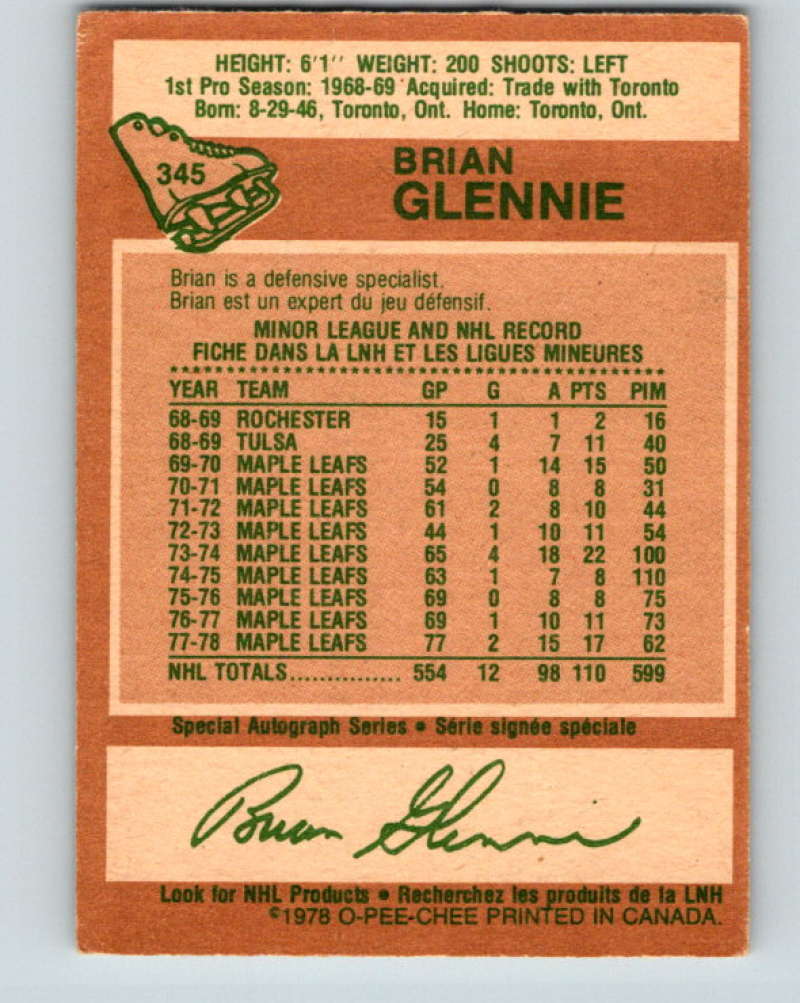 HEIGHT: 6'1'' WEIGHT: 200 SHOOTS: LEFT
1st Pro Season: 1968-69 Acquired: Trade with Toronto
Born: 8-29-46, Toronto, Ont. Home: Toronto, Ont.
345
BRIAN
GLENNIE
Brian is a defensive specialist.
Brian est un expert du jeu défensif.
MINOR LEAGUE AND NHL RECORD
FICHE DANS LA LNH ET LES LIGUES MINEURES
YEAR TEAM GP G A PTS PIM
68-69 ROCHESTER 15 1 1 2 16
68-69 TULSA 25 4 7 11 40
69-70 MAPLE LEAFS 52 1 14 15 50
70-71 MAPLE LEAFS 54 0 8 8 31
71-72 MAPLE LEAFS 61 2 8 10 44
72-73 MAPLE LEAFS 44 1 10 11 54
73-74 MAPLE LEAFS 65 4 18 22 100
74-75 MAPLE LEAFS 63 1 7 8 110
75-76 MAPLE LEAFS 69 0 8 8 75
76-77 MAPLE LEAFS 69 1 10 11 73
77-78 MAPLE LEAFS 77 2 15 17 62
NHL TOTALS............... 554 12 98 110 599
Special Autograph Series • Série signée spéciale
Brian Glennie
Look for NHL Products • Recherchez les produits de la LNH
©1978 O-PEE-CHEE PRINTED IN CANADA.